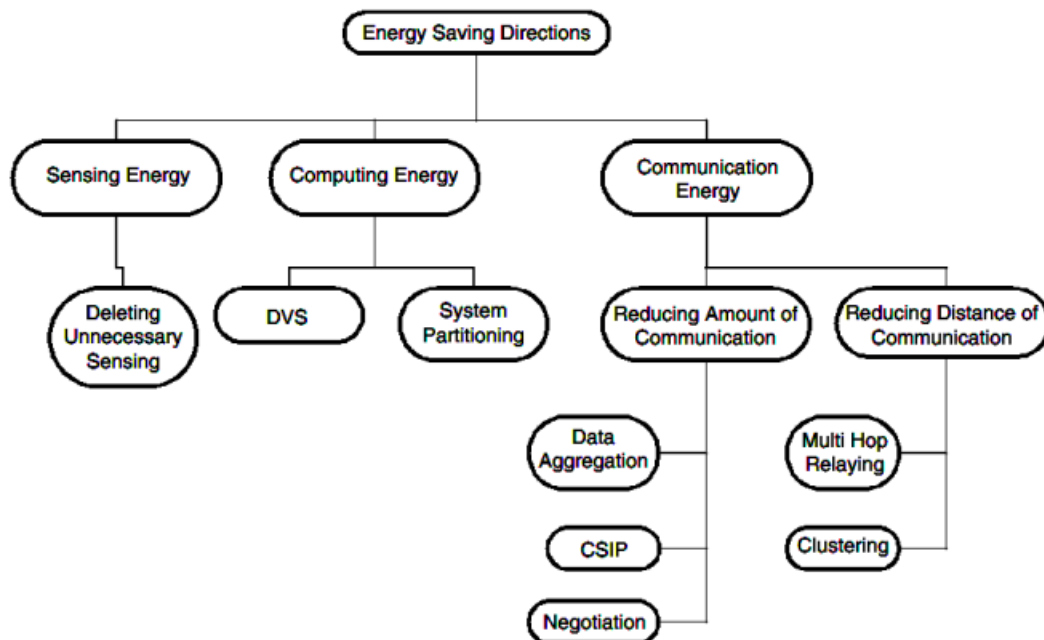 Energy Saving Directions
Sensing Energy
Computing Energy
Communication
Energy
Deleting
Unnecessary
Sensing
DVS
System
Partitioning
Reducing Amount of
Communication
Reducing Distance of
Communication
Data
Aggregation
Multi Hop
Relaying
CSIP
Clustering
Negotiation